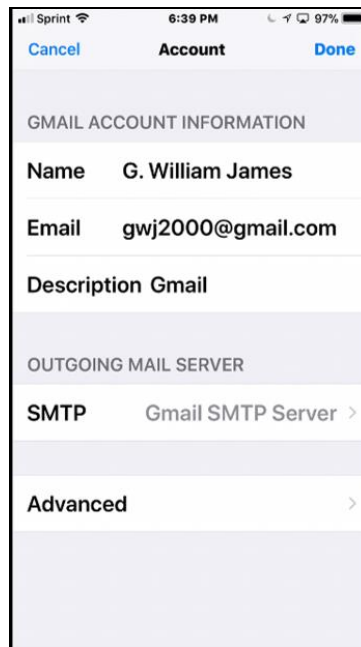 Sprint 6:39 PM 97%
Cancel Account Done
GMAIL ACCOUNT INFORMATION
Name G. William James
Email gwj2000@gmail.com
Description Gmail
OUTGOING MAIL SERVER
SMTP Gmail SMTP Server >
Advanced >